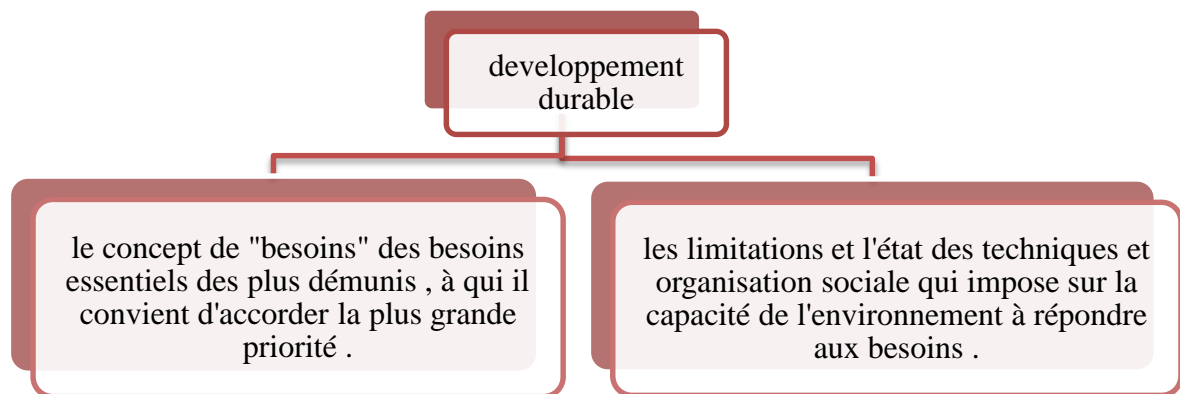 developpement
durable
le concept de "besoins" des besoins
essentiels des plus démunis , à qui il
convient d'accorder la plus grande
priorité .
les limitations et l'état des techniques et
organisation sociale qui impose sur la
capacité de l'environnement à répondre
aux besoins .